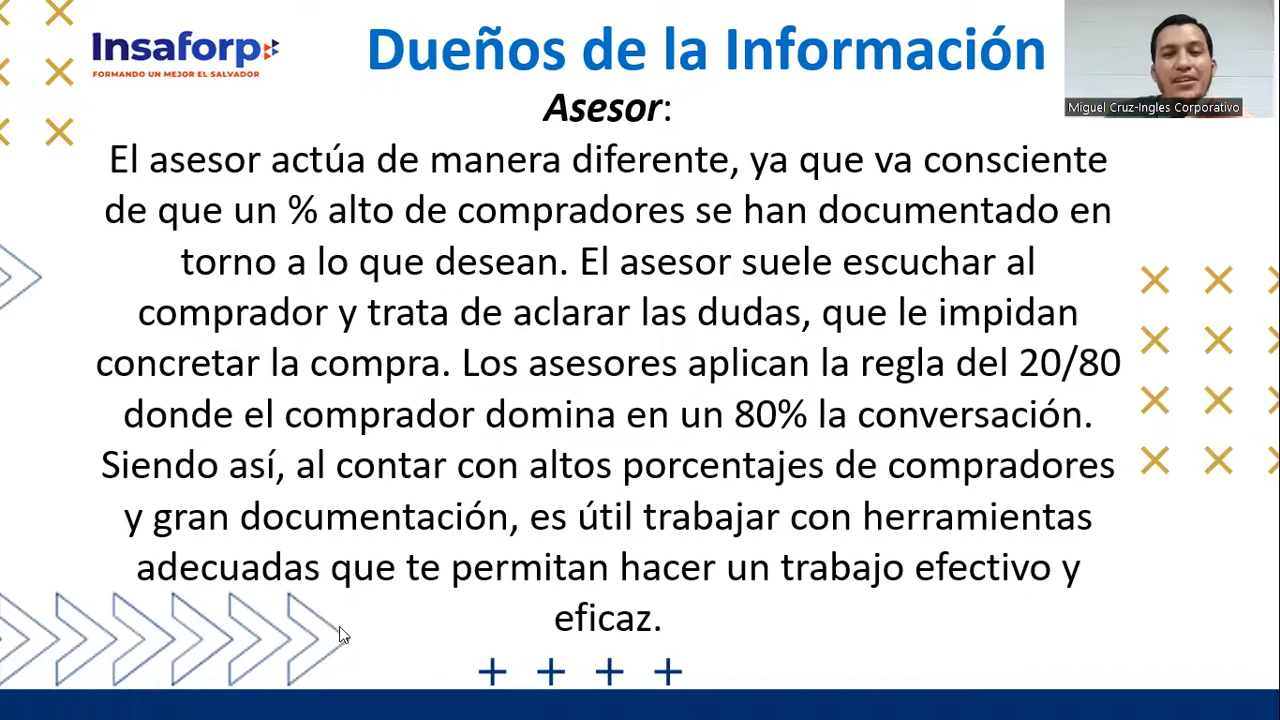 Insaforp
FORMANDO UN MEJOR EL SALVADOR
Dueños de la Información
Miguel Cruz-Ingles Corporativo
Asesor:
El asesor actúa de manera diferente, ya que va consciente
de que un % alto de compradores se han documentado en
torno a lo que desean. El asesor suele escuchar al
comprador y trata de aclarar las dudas, que le impidan
concretar la compra. Los asesores aplican la regla del 20/80
donde el comprador domina en un 80% la conversación.
Siendo así, al contar con altos porcentajes de compradores
y gran documentación, es útil trabajar con herramientas
adecuadas que te permitan hacer un trabajo efectivo y
eficaz.